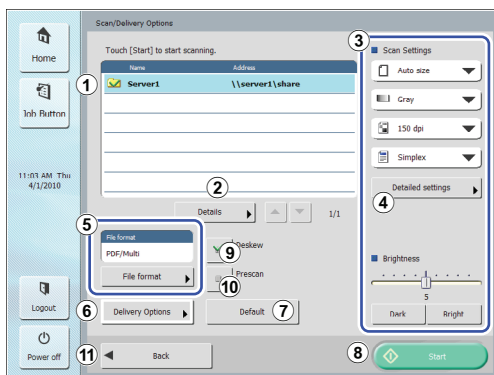 Scan/Delivery Options
Home
Job Button
11:03 AM Thu
4/1/2010
Logout
Power off
Touch [Start] to start scanning.
Name Address
1 Server1 \\server1\share
2
Details 1/1
3
Scan Settings
Auto size
Gray
150 dpi
Simplex
Detailed settings
4
5
File format
PDF/Multi
File format
9 Deskew
10 Prescan
6 Delivery Options
Default 7
Brightness
5
Dark Bright
11 Back
8 Start